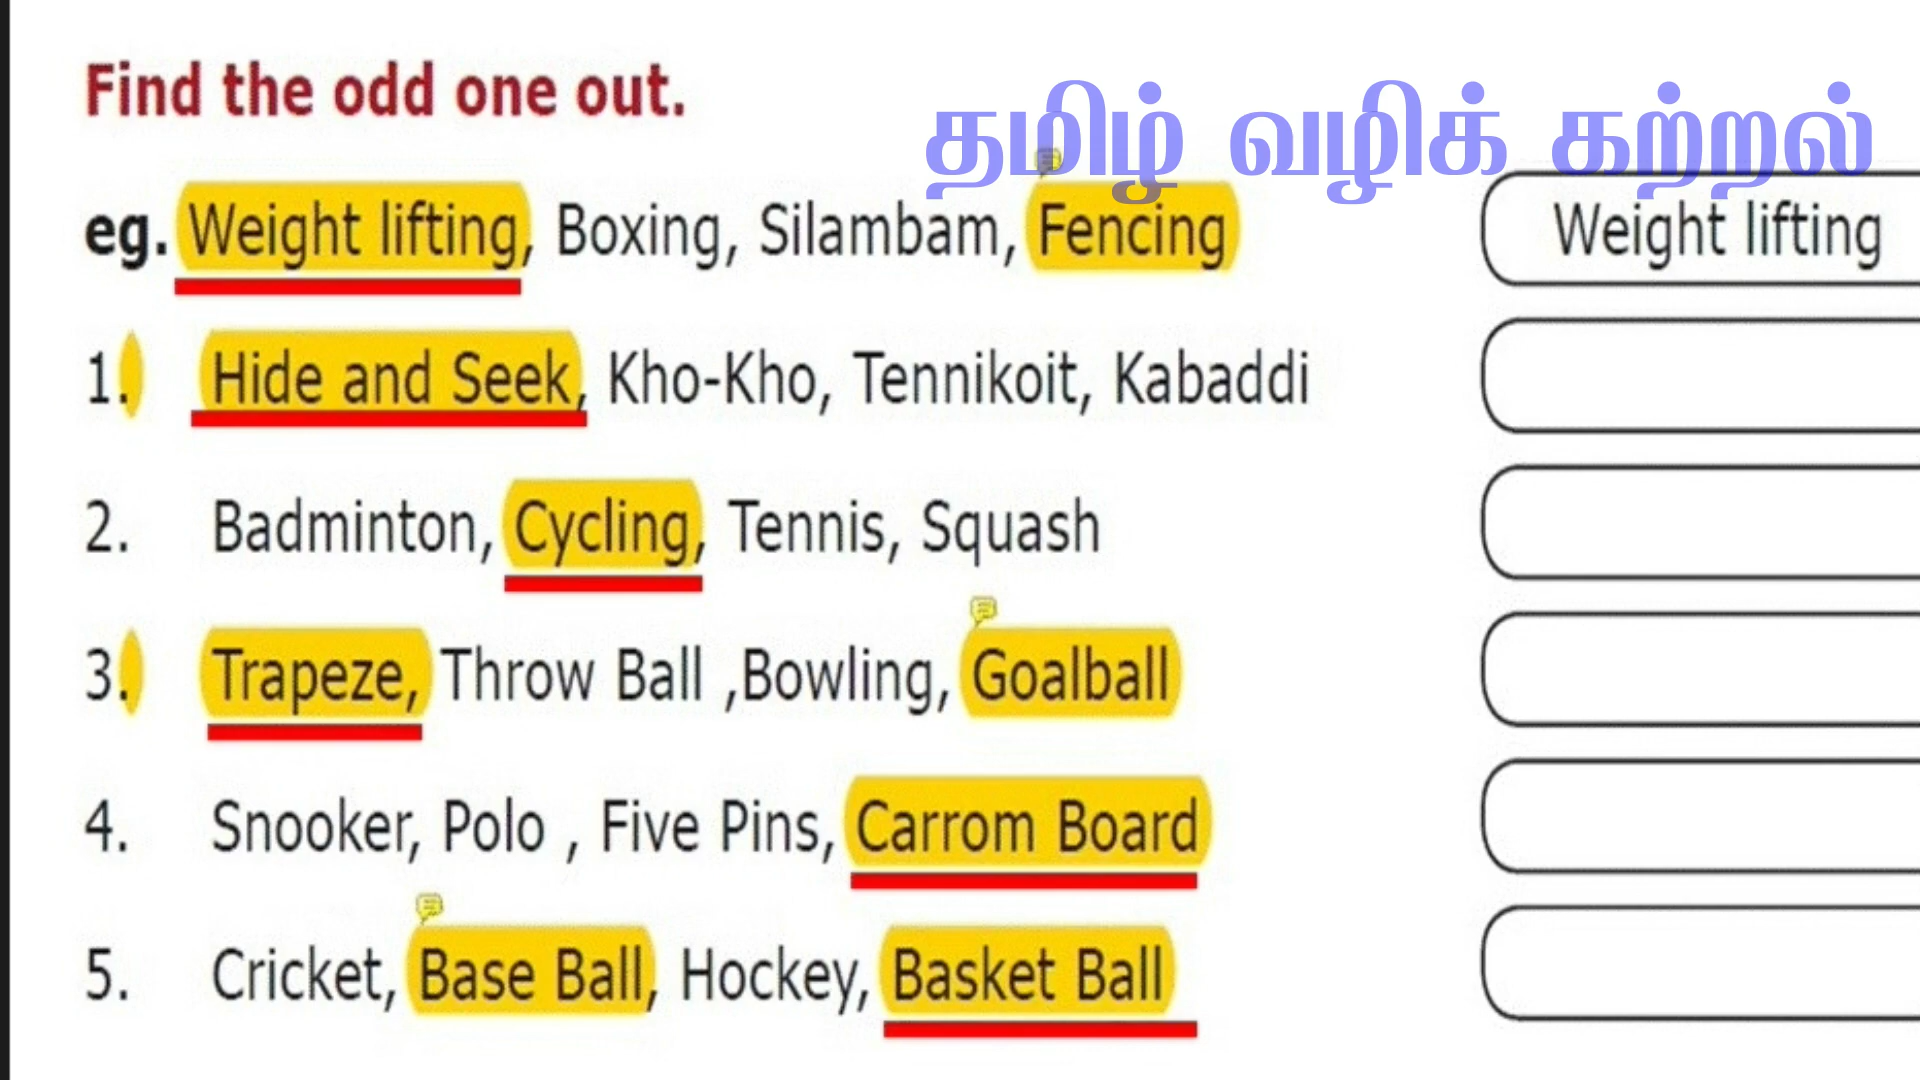 Find the odd one out.
தமிழ் வழிக் கற்றல்
eg. Weight lifting, Boxing, Silambam, Fencing
Weight lifting
1. Hide and Seek, Kho-Kho, Tennikoit, Kabaddi
2. Badminton, Cycling, Tennis, Squash
3. Trapeze, Throw Ball ,Bowling, Goalball
4. Snooker, Polo , Five Pins, Carrom Board
5. Cricket, Base Ball, Hockey, Basket Ball